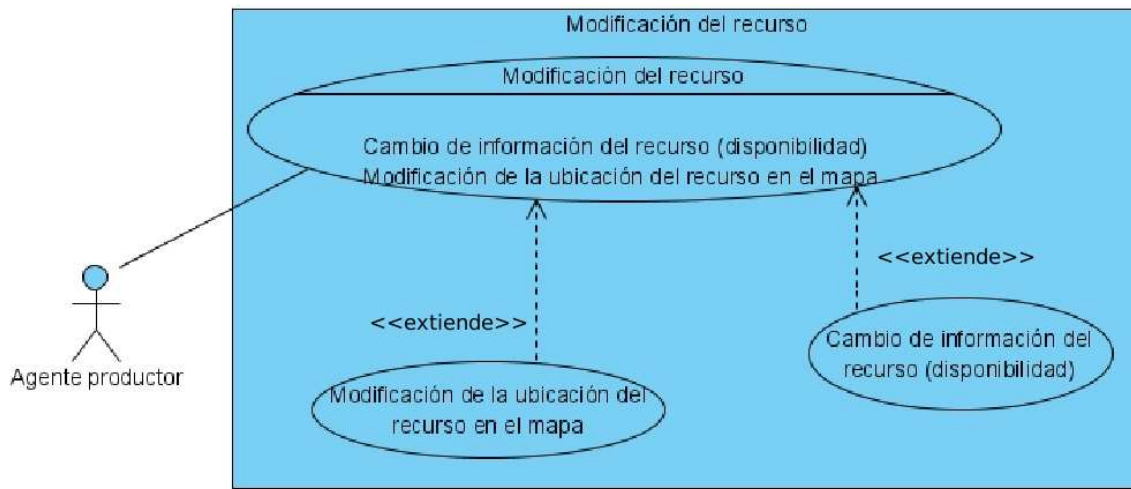 Modificación del recurso
Modificación del recurso
Cambio de información del recurso (disponibilidad)
Modificación de la ubicación del recurso en el mapa
<<extiende>>
<<extiende>>
Cambio de información del
recurso (disponibilidad)
Agente productor
Modificación de la ubicación del
recurso en el mapa